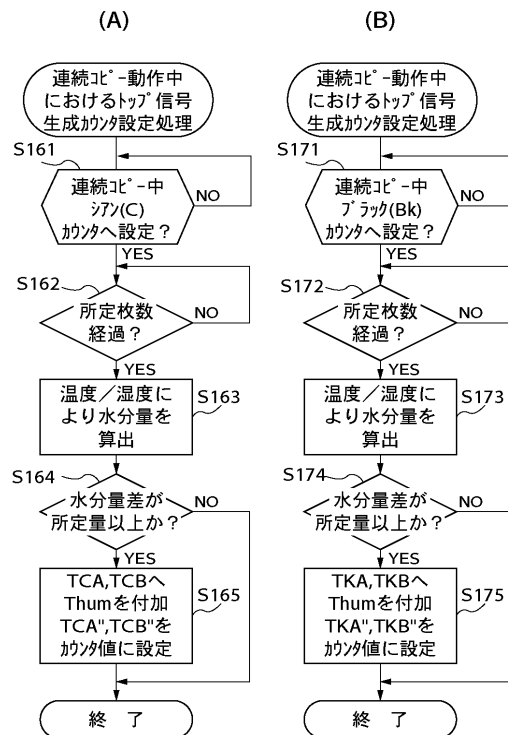 (A)
連続コピー動作中
におけるトップ信号
生成カウンタ設定処理
S161
連続コピー中
シアン(C)
カウンタへ設定？
NO
YES
S162
所定枚数
経過？
NO
YES
温度／湿度に
より水分量を
算出
S163
S164
水分量差が
所定量以上か？
NO
YES
TCA,TCBへ
Thumを付加
TCA",TCB"を
カウンタ値に設定
S165
終 了
(B)
連続コピー動作中
におけるトップ信号
生成カウンタ設定処理
S171
連続コピー中
ブラック(Bk)
カウンタへ設定？
NO
YES
S172
所定枚数
経過？
NO
YES
温度／湿度に
より水分量を
算出
S173
S174
水分量差が
所定量以上か？
NO
YES
TKA,TKBへ
Thumを付加
TKA",TKB"を
カウンタ値に設定
S175
終 了